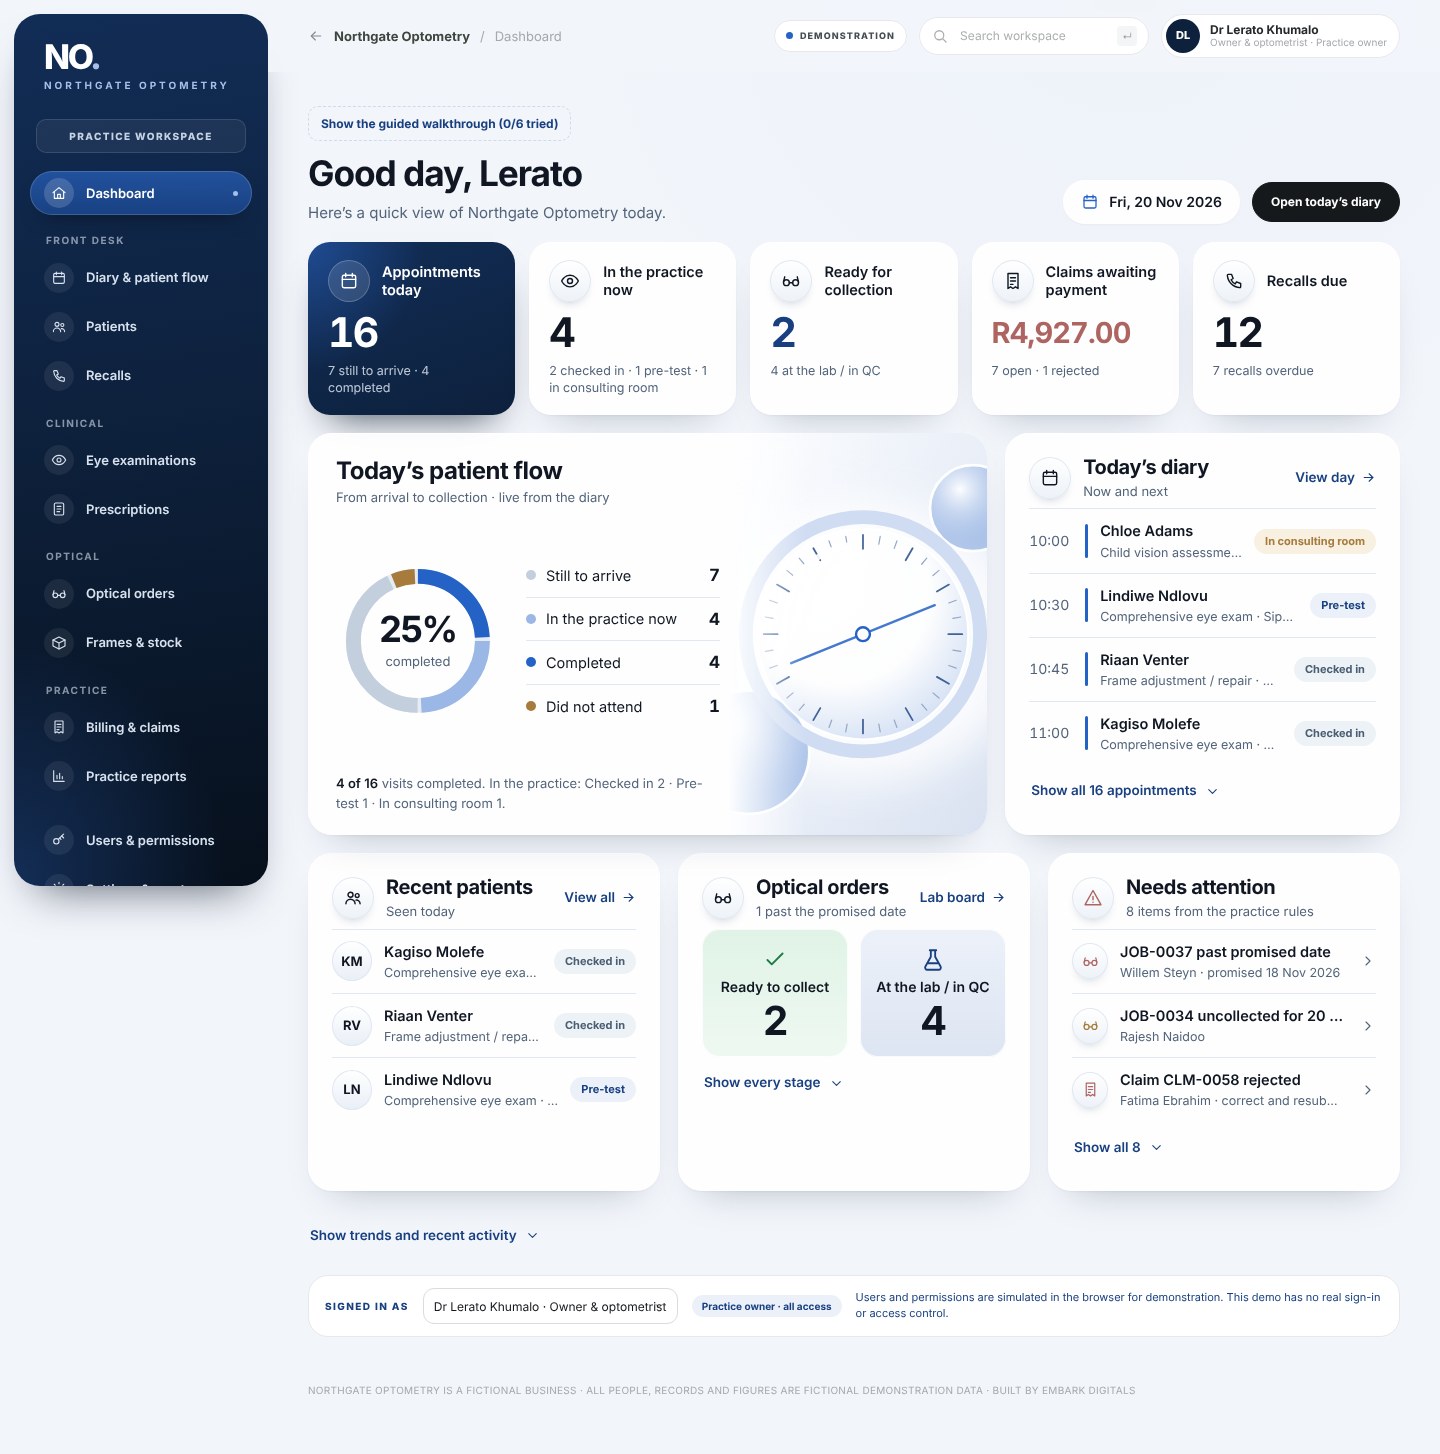 NO.
NORTHGATE OPTOMETRY
PRACTICE WORKSPACE
Dashboard
FRONT DESK
Diary & patient flow
Patients
Recalls
CLINICAL
Eye examinations
Prescriptions
OPTICAL
Optical orders
Frames & stock
PRACTICE
Billing & claims
Practice reports
Users & permissions
Northgate Optometry / Dashboard
DEMONSTRATION
Search workspace
DL
Dr Lerato Khumalo
Owner & optometrist · Practice owner
Show the guided walkthrough (0/6 tried)
Good day, Lerato
Here’s a quick view of Northgate Optometry today.
Fri, 20 Nov 2026
Open today’s diary
Appointments
today
16
7 still to arrive · 4
completed
In the practice
now
4
2 checked in · 1 pre-test · 1
in consulting room
Ready for
collection
2
4 at the lab / in QC
Claims awaiting
payment
R4,927.00
7 open · 1 rejected
Recalls due
12
7 recalls overdue
Today’s patient flow
From arrival to collection · live from the diary
25%
completed
Still to arrive 7
In the practice now 4
Completed 4
Did not attend 1
4 of 16 visits completed. In the practice: Checked in 2 · Pre-
test 1 · In consulting room 1.
Today’s diary
Now and next
View day
10:00
Chloe Adams
Child vision assessme...
In consulting room
10:30
Lindiwe Ndlovu
Comprehensive eye exam · Sip...
Pre-test
10:45
Riaan Venter
Frame adjustment / repair · ...
Checked in
11:00
Kagiso Molefe
Comprehensive eye exam · ...
Checked in
Show all 16 appointments
Recent patients
Seen today
View all
KM
Kagiso Molefe
Comprehensive eye exa...
Checked in
RV
Riaan Venter
Frame adjustment / repa...
Checked in
LN
Lindiwe Ndlovu
Comprehensive eye exam · ...
Pre-test
Optical orders
1 past the promised date
Lab board
Ready to collect
2
At the lab / in QC
4
Show every stage
Needs attention
8 items from the practice rules
JOB-0037 past promised date
Willem Steyn · promised 18 Nov 2026
JOB-0034 uncollected for 20 ...
Rajesh Naidoo
Claim CLM-0058 rejected
Fatima Ebrahim · correct and resub...
Show all 8
Show trends and recent activity
SIGNED IN AS
Dr Lerato Khumalo · Owner & optometrist
Practice owner · all access
Users and permissions are simulated in the browser for demonstration. This demo has no real sign-in
or access control.
NORTHGATE OPTOMETRY IS A FICTIONAL BUSINESS · ALL PEOPLE, RECORDS AND FIGURES ARE FICTIONAL DEMONSTRATION DATA · BUILT BY EMBARK DIGITALS